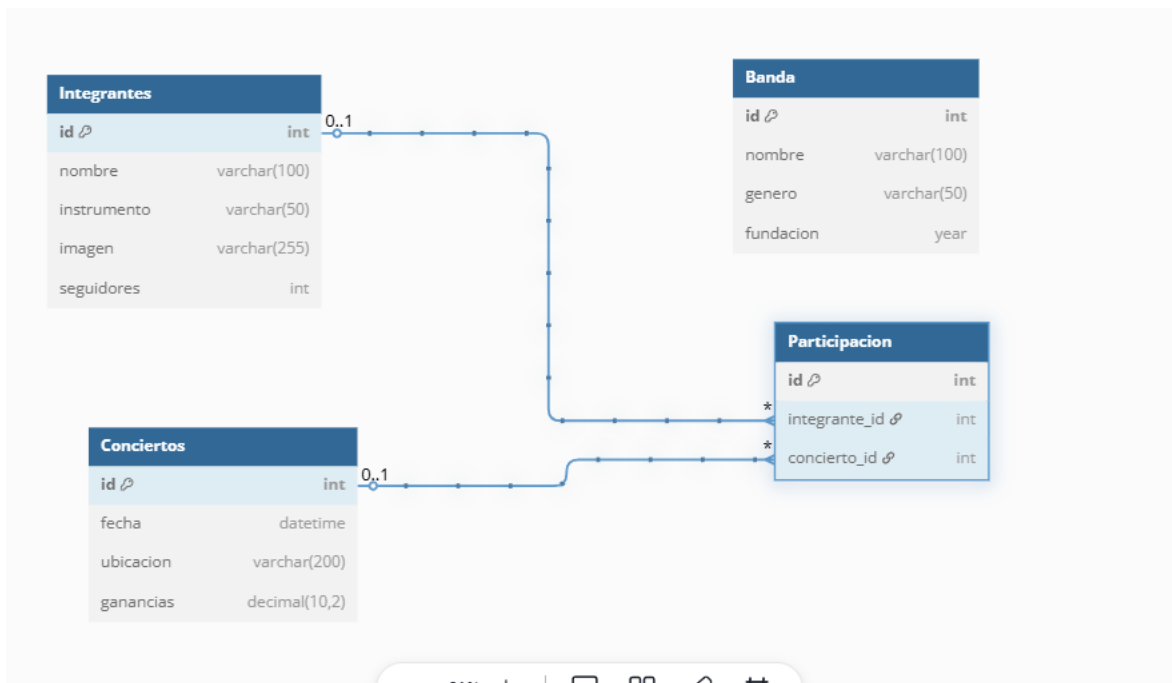 Integrantes
id int
nombre varchar(100)
instrumento varchar(50)
imagen varchar(255)
seguidores int
0..1
Banda
id int
nombre varchar(100)
genero varchar(50)
fundacion year
Participacion
id int
* integrante_id int
* concierto_id int
Conciertos
id int
0..1
fecha datetime
ubicacion varchar(200)
ganancias decimal(10,2)